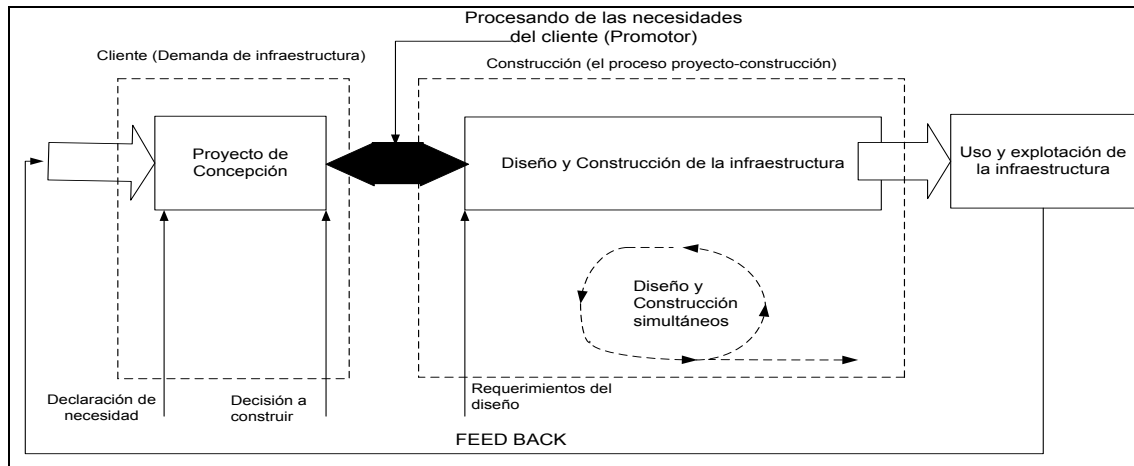 Procesando de las necesidades
del cliente (Promotor)
Cliente (Demanda de infraestructura)
Construcción (el proceso proyecto-construcción)
Proyecto de
Concepción
Diseño y Construcción de la infraestructura
Uso y explotación de
la infraestructura
Diseño y
Construcción
simultáneos
Declaración de
necesidad
Decisión a
construir
Requerimientos del
diseño
FEED BACK